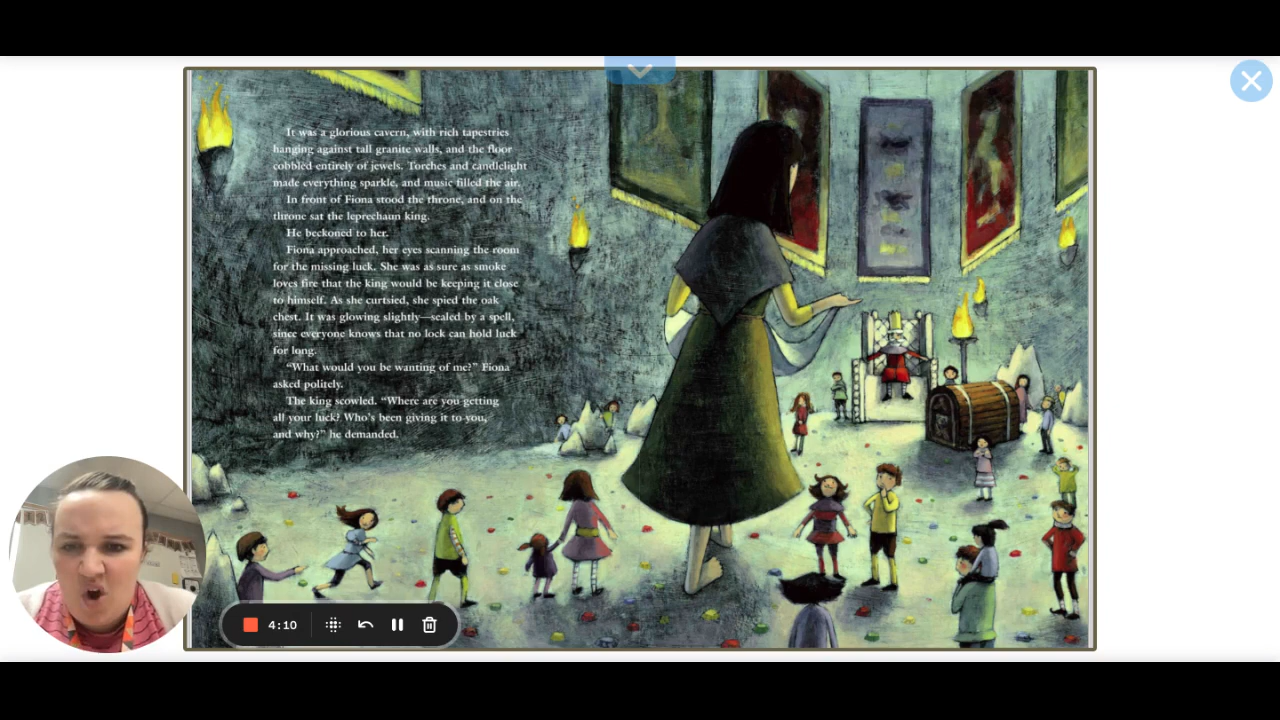 It was a glorious cavern, with rich tapestries
hanging against tall granite walls, and the floor
cobbled entirely of jewels. Torches and candlelight
made everything sparkle, and music filled the air.
In front of Fiona stood the throne, and on the
throne sat the leprechaun king.
He beckoned to her.
Fiona approached, her eyes scanning the room
for the missing luck. She was as sure as smoke
loves fire that the king would be keeping it close
to himself. As she curtsied, she spied the oak
chest. It was glowing slightly—sealed by a spell,
since everyone knows that no lock can hold luck
for long.
“What would you be wanting of me?” Fiona
asked politely.
The king scowled. “Where are you getting
all your luck? Who’s been giving it to you,
and why?” he demanded.
4:10